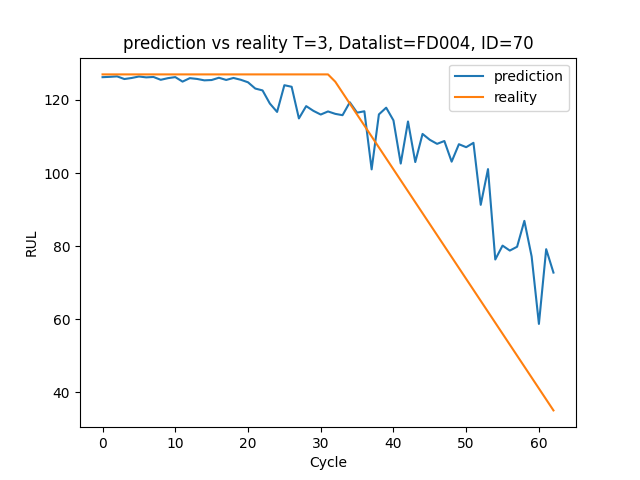 prediction vs reality T=3, Datalist=FD004, ID=70
prediction
reality
RUL
120
100
80
60
40
0 10 20 30 40 50 60
Cycle